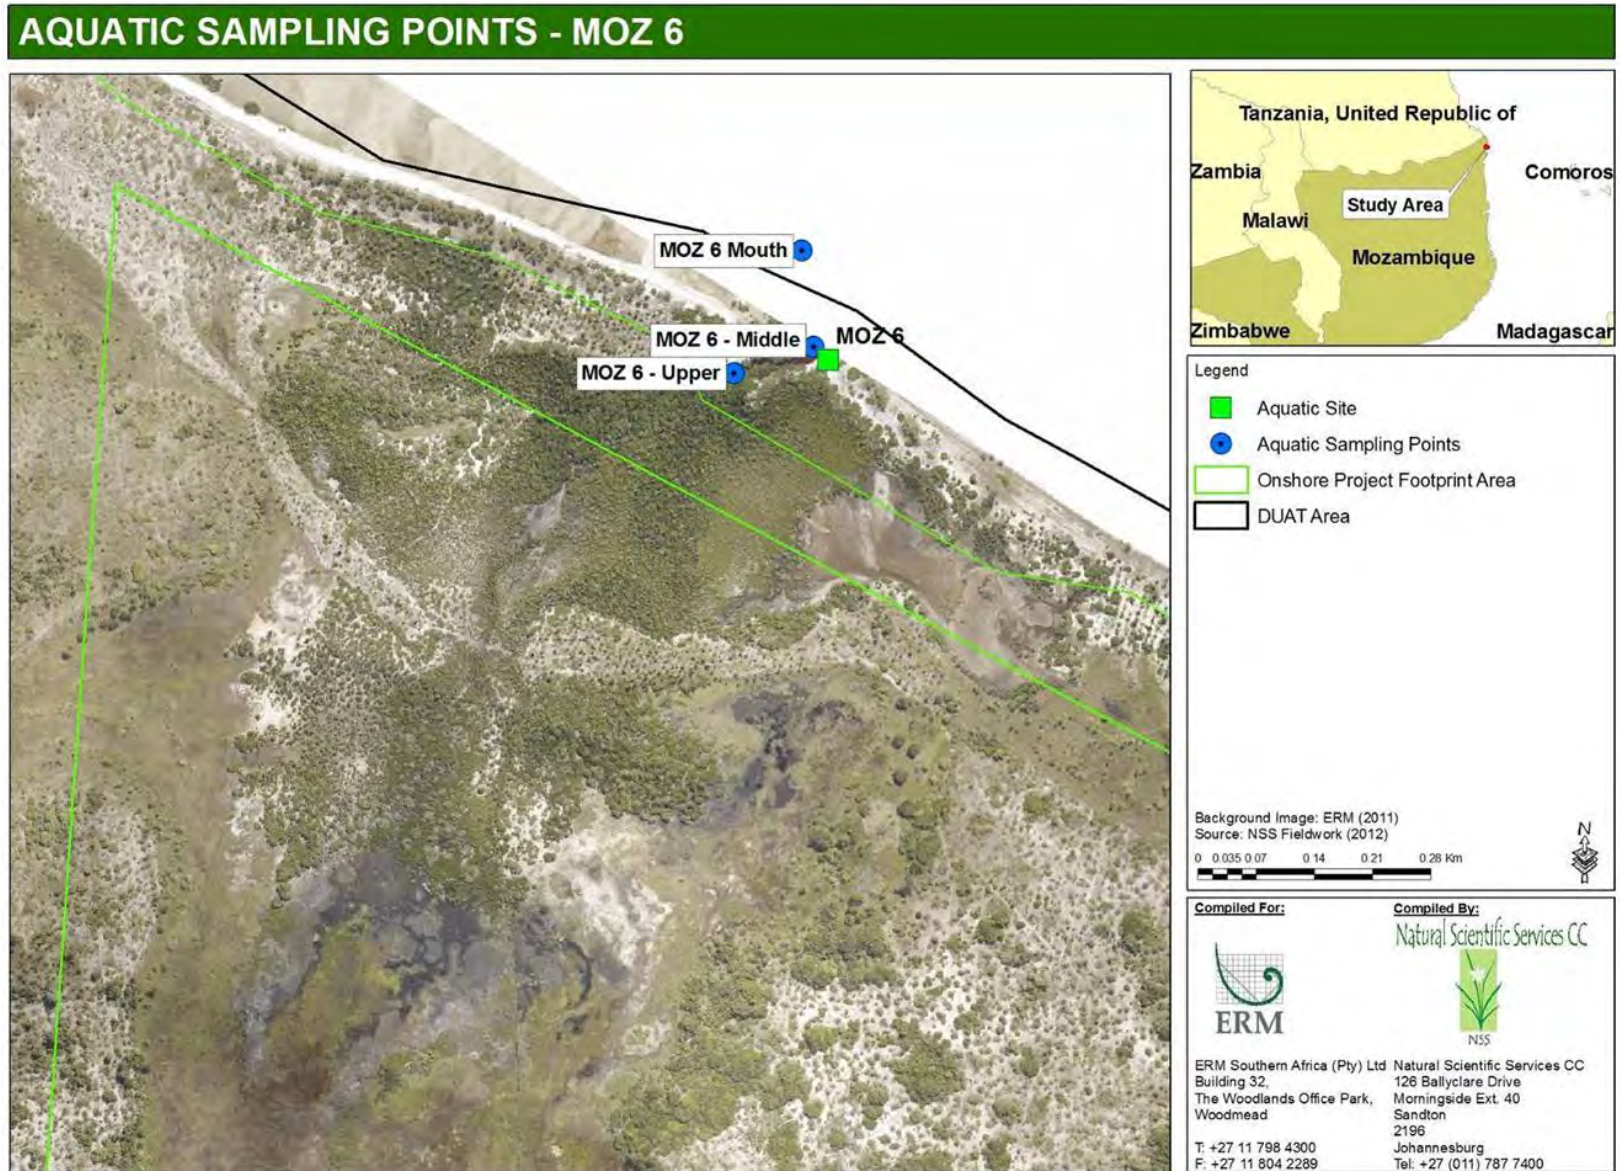 AQUATIC SAMPLING POINTS - MOZ 6
MOZ 6 Mouth
MOZ 6 - Middle
MOZ 6
MOZ 6 - Upper
Tanzania, United Republic of
Zambia
Comoros
Study Area
Malawi
Mozambique
Zimbabwe
Madagascar
Legend
Aquatic Site
Aquatic Sampling Points
Onshore Project Footprint Area
DUAT Area
Background Image: ERM (2011)
Source: NSS Fieldwork (2012)
N
0 0.035 0.07 0.14 0.21 0.28 Km
Compiled For:
ERM
ERM Southern Africa (Pty) Ltd
Building 32,
The Woodlands Office Park,
Woodmead
T: +27 11 798 4300
F: +27 11 804 2289
Compiled By:
Natural Scientific Services CC
NSS
Natural Scientific Services CC
126 Ballyclare Drive
Morningside Ext. 40
Sandton
2196
Johannesburg
Tel: +27 (011) 787 7400